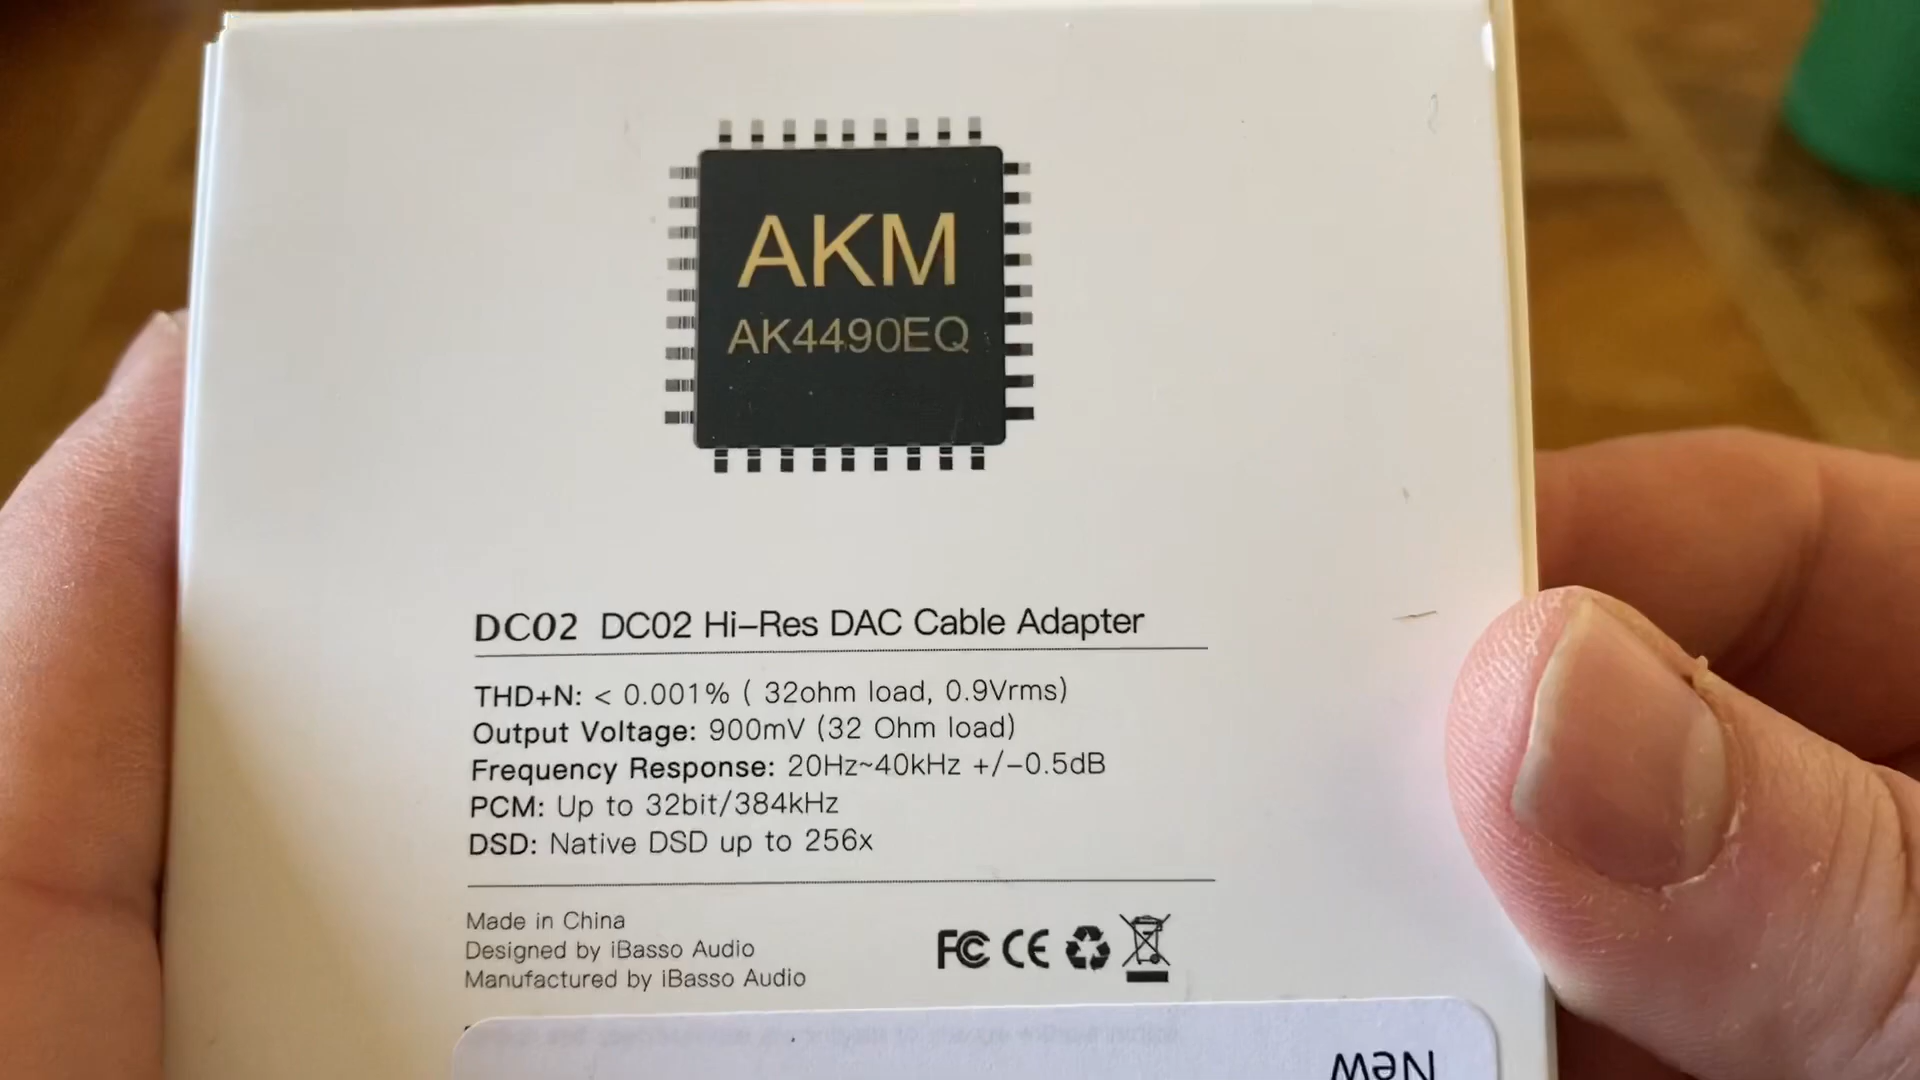 AKM
AK4490EQ
DC02 DC02 Hi-Res DAC Cable Adapter
THD+N: < 0.001% ( 32ohm load, 0.9Vrms)
Output Voltage: 900mV (32 Ohm load)
Frequency Response: 20Hz~40kHz +/-0.5dB
PCM: Up to 32bit/384kHz
DSD: Native DSD up to 256x
Made in China
Designed by iBasso Audio
Manufactured by iBasso Audio
FC CE
New